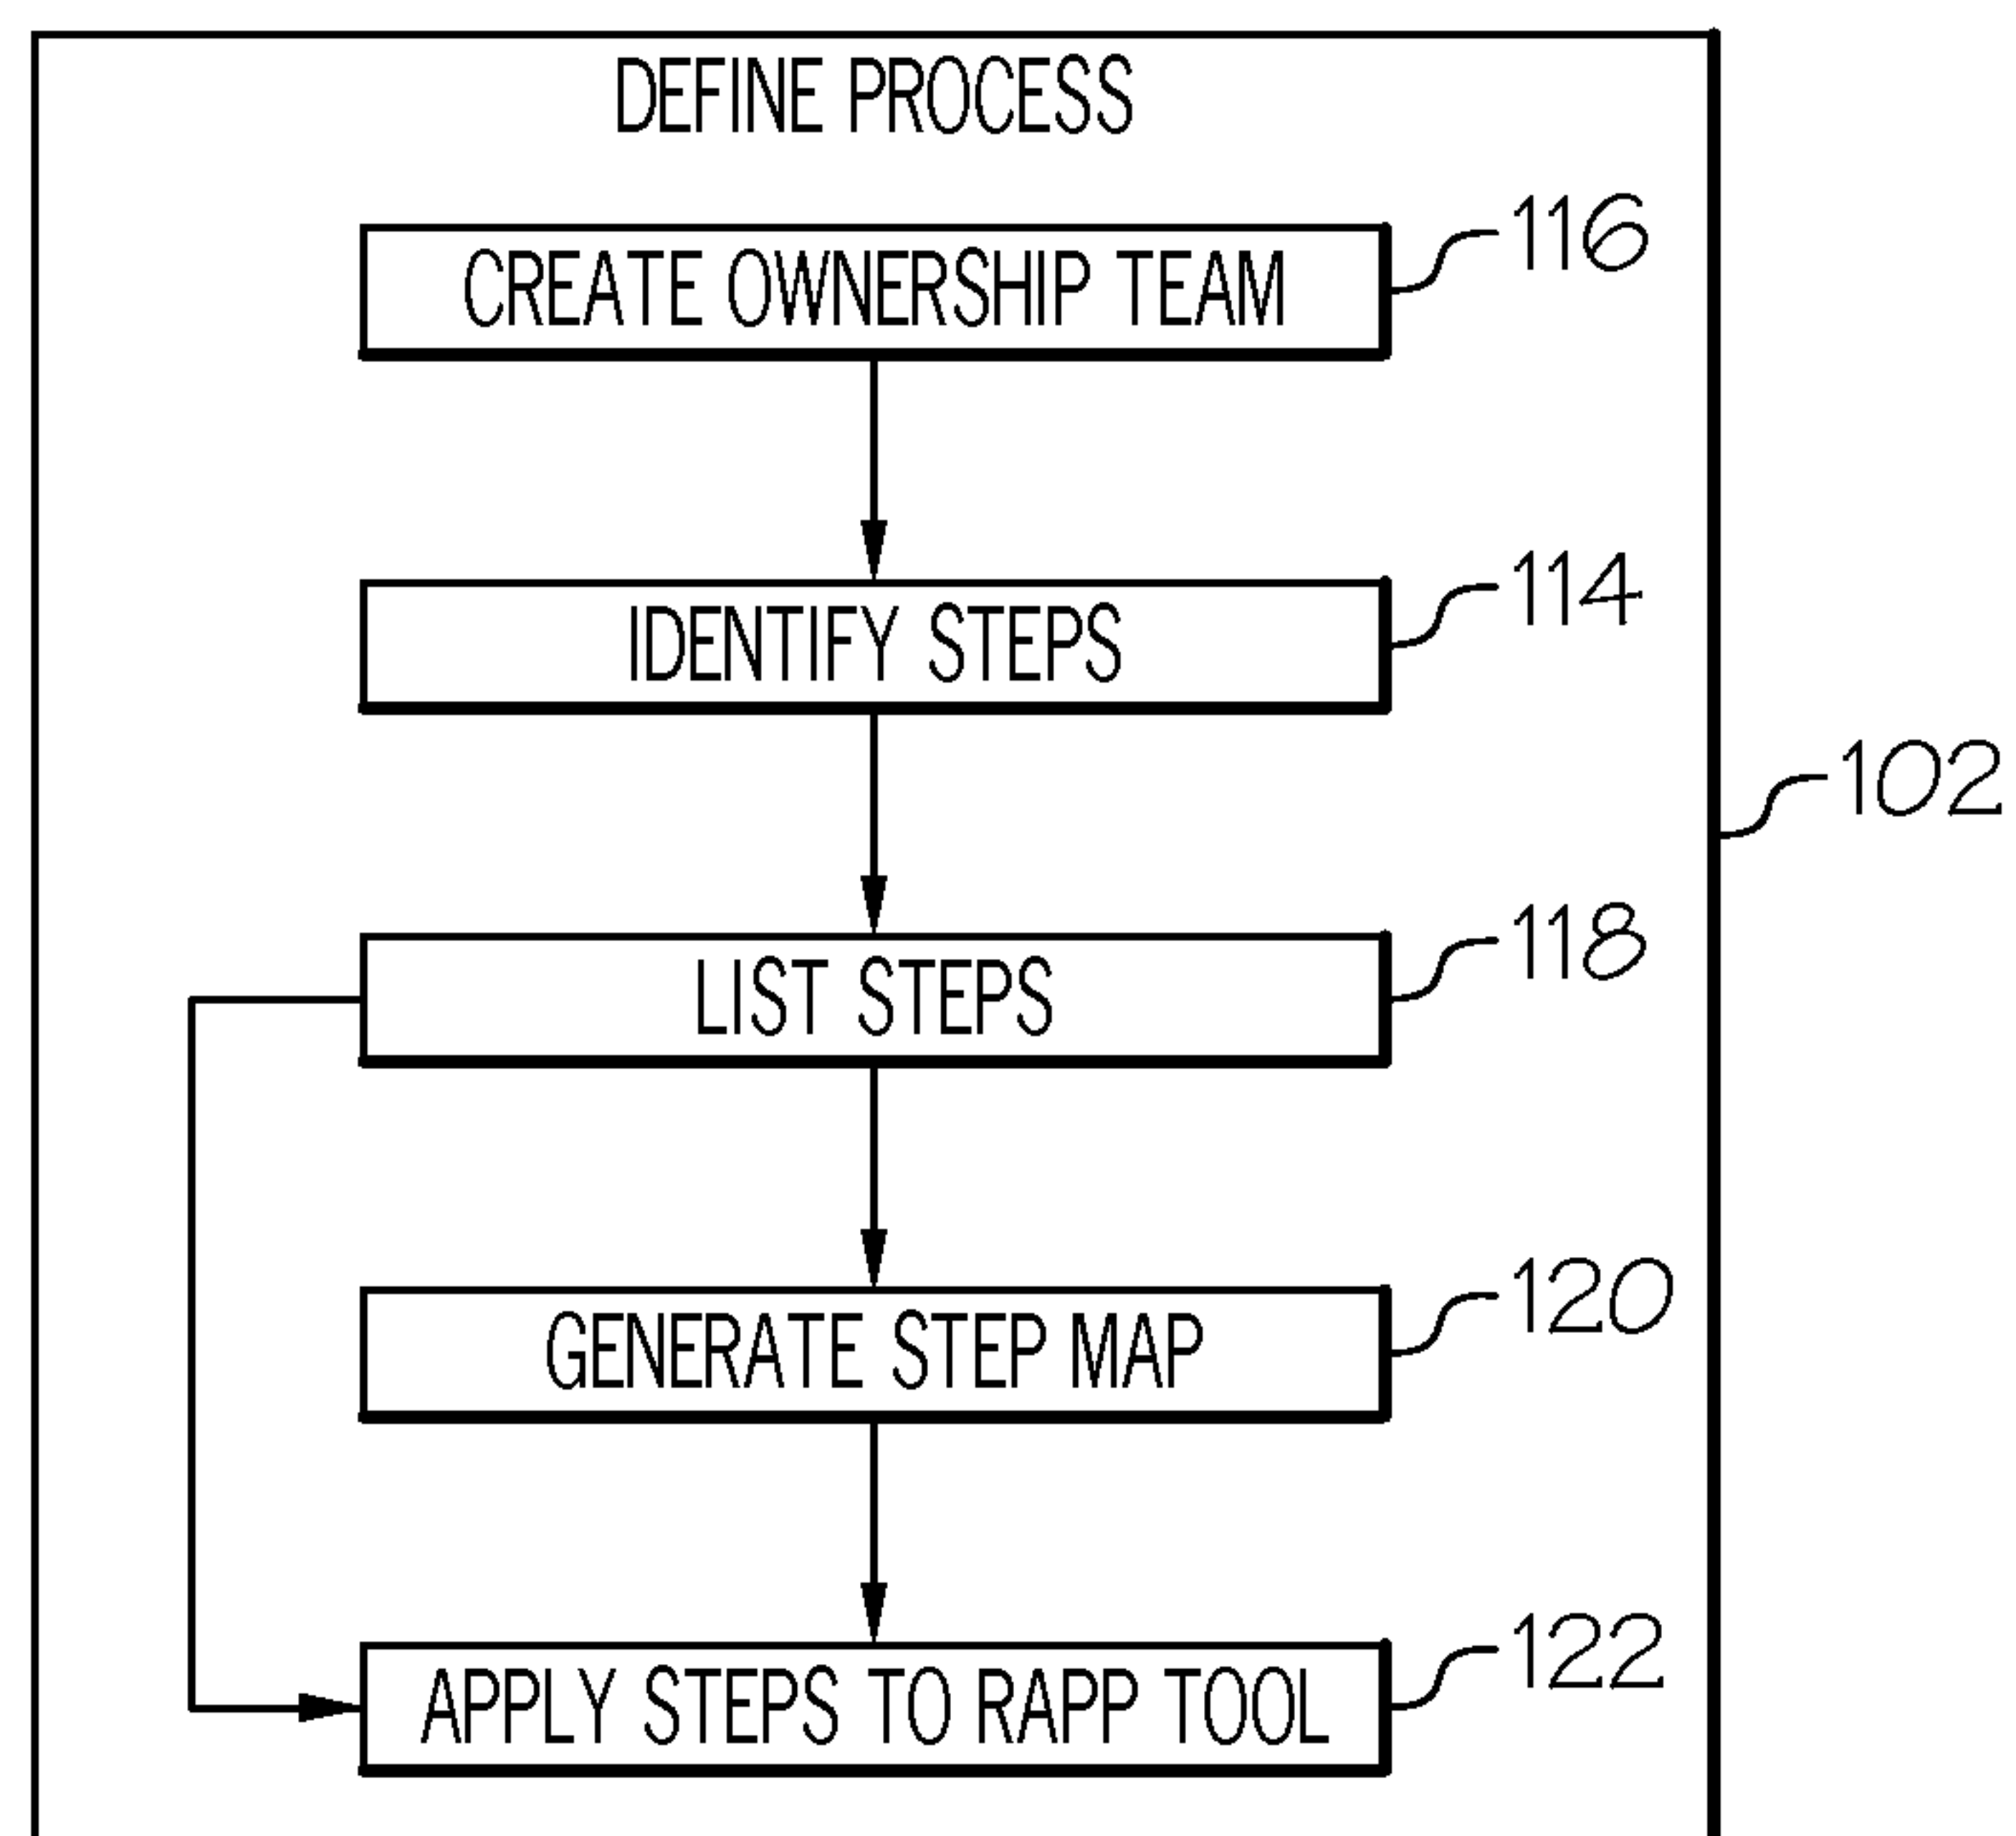 DEFINE PROCESS
CREATE OWNERSHIP TEAM
116
IDENTIFY STEPS
114
102
LIST STEPS
118
GENERATE STEP MAP
120
APPLY STEPS TO RAPP TOOL
122